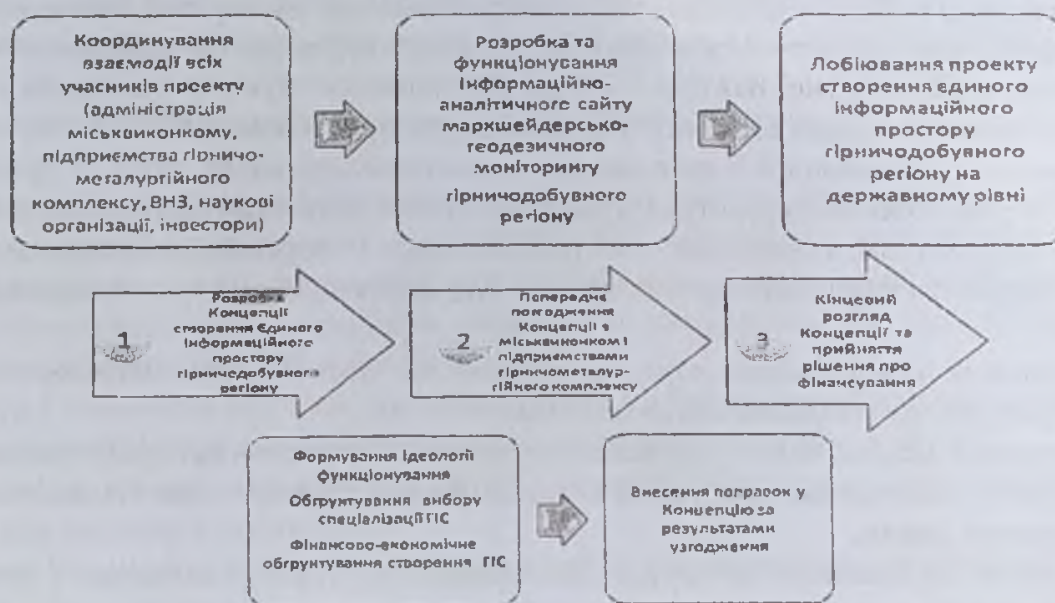 Координування
взаємодії всіх
учасників проекту
(адміністрація
міськвиконкому,
підприємства гірничо-
металургійного
комплексу, ВНЗ, наукові
організації, інвестори)
Розробка та
функціонування
інформаційно-
аналітичного сайту
маркшейдерсько-
геодезичного
моніторингу
гірничодобувного
регіону
Лобіювання проекту
створення єдиного
інформаційного
простору
гірничодобувного
регіону на
державному рівні
1
Розробка
Концепції
створення Єдиного
інформаційного
простору
гірничодобувного
регіону
2
Попереднє
погодження
Концепції з
міськвиконком і
підприємствами
гірничометалур-
гійного комплексу
3
Кінцевий
розгляд
Концепції та
прийняття
рішення про
фінансування
Формування ідеології
функціонування
Обгрунтування вибору
спеціалізації ГІС
Фінансово-економічне
обгрунтування створення ГІС
Внесення поправок
Концепцію за
результатами
узгодження